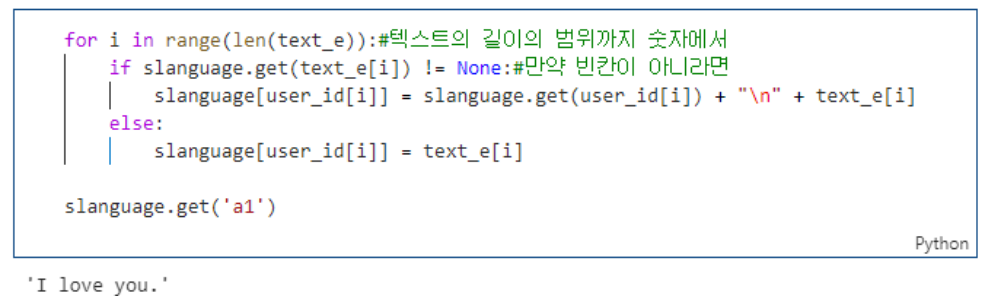 for i in range(len(text_e)):#텍스트의 길이의 범위까지 숫자에서
if slanguage.get(text_e[i]) != None:#만약 빈칸이 아니라면
slanguage[user_id[i]] = slanguage.get(user_id[i]) + "\n" + text_e[i]
else:
slanguage[user_id[i]] = text_e[i]
slanguage.get('a1')
Python
'I love you.'